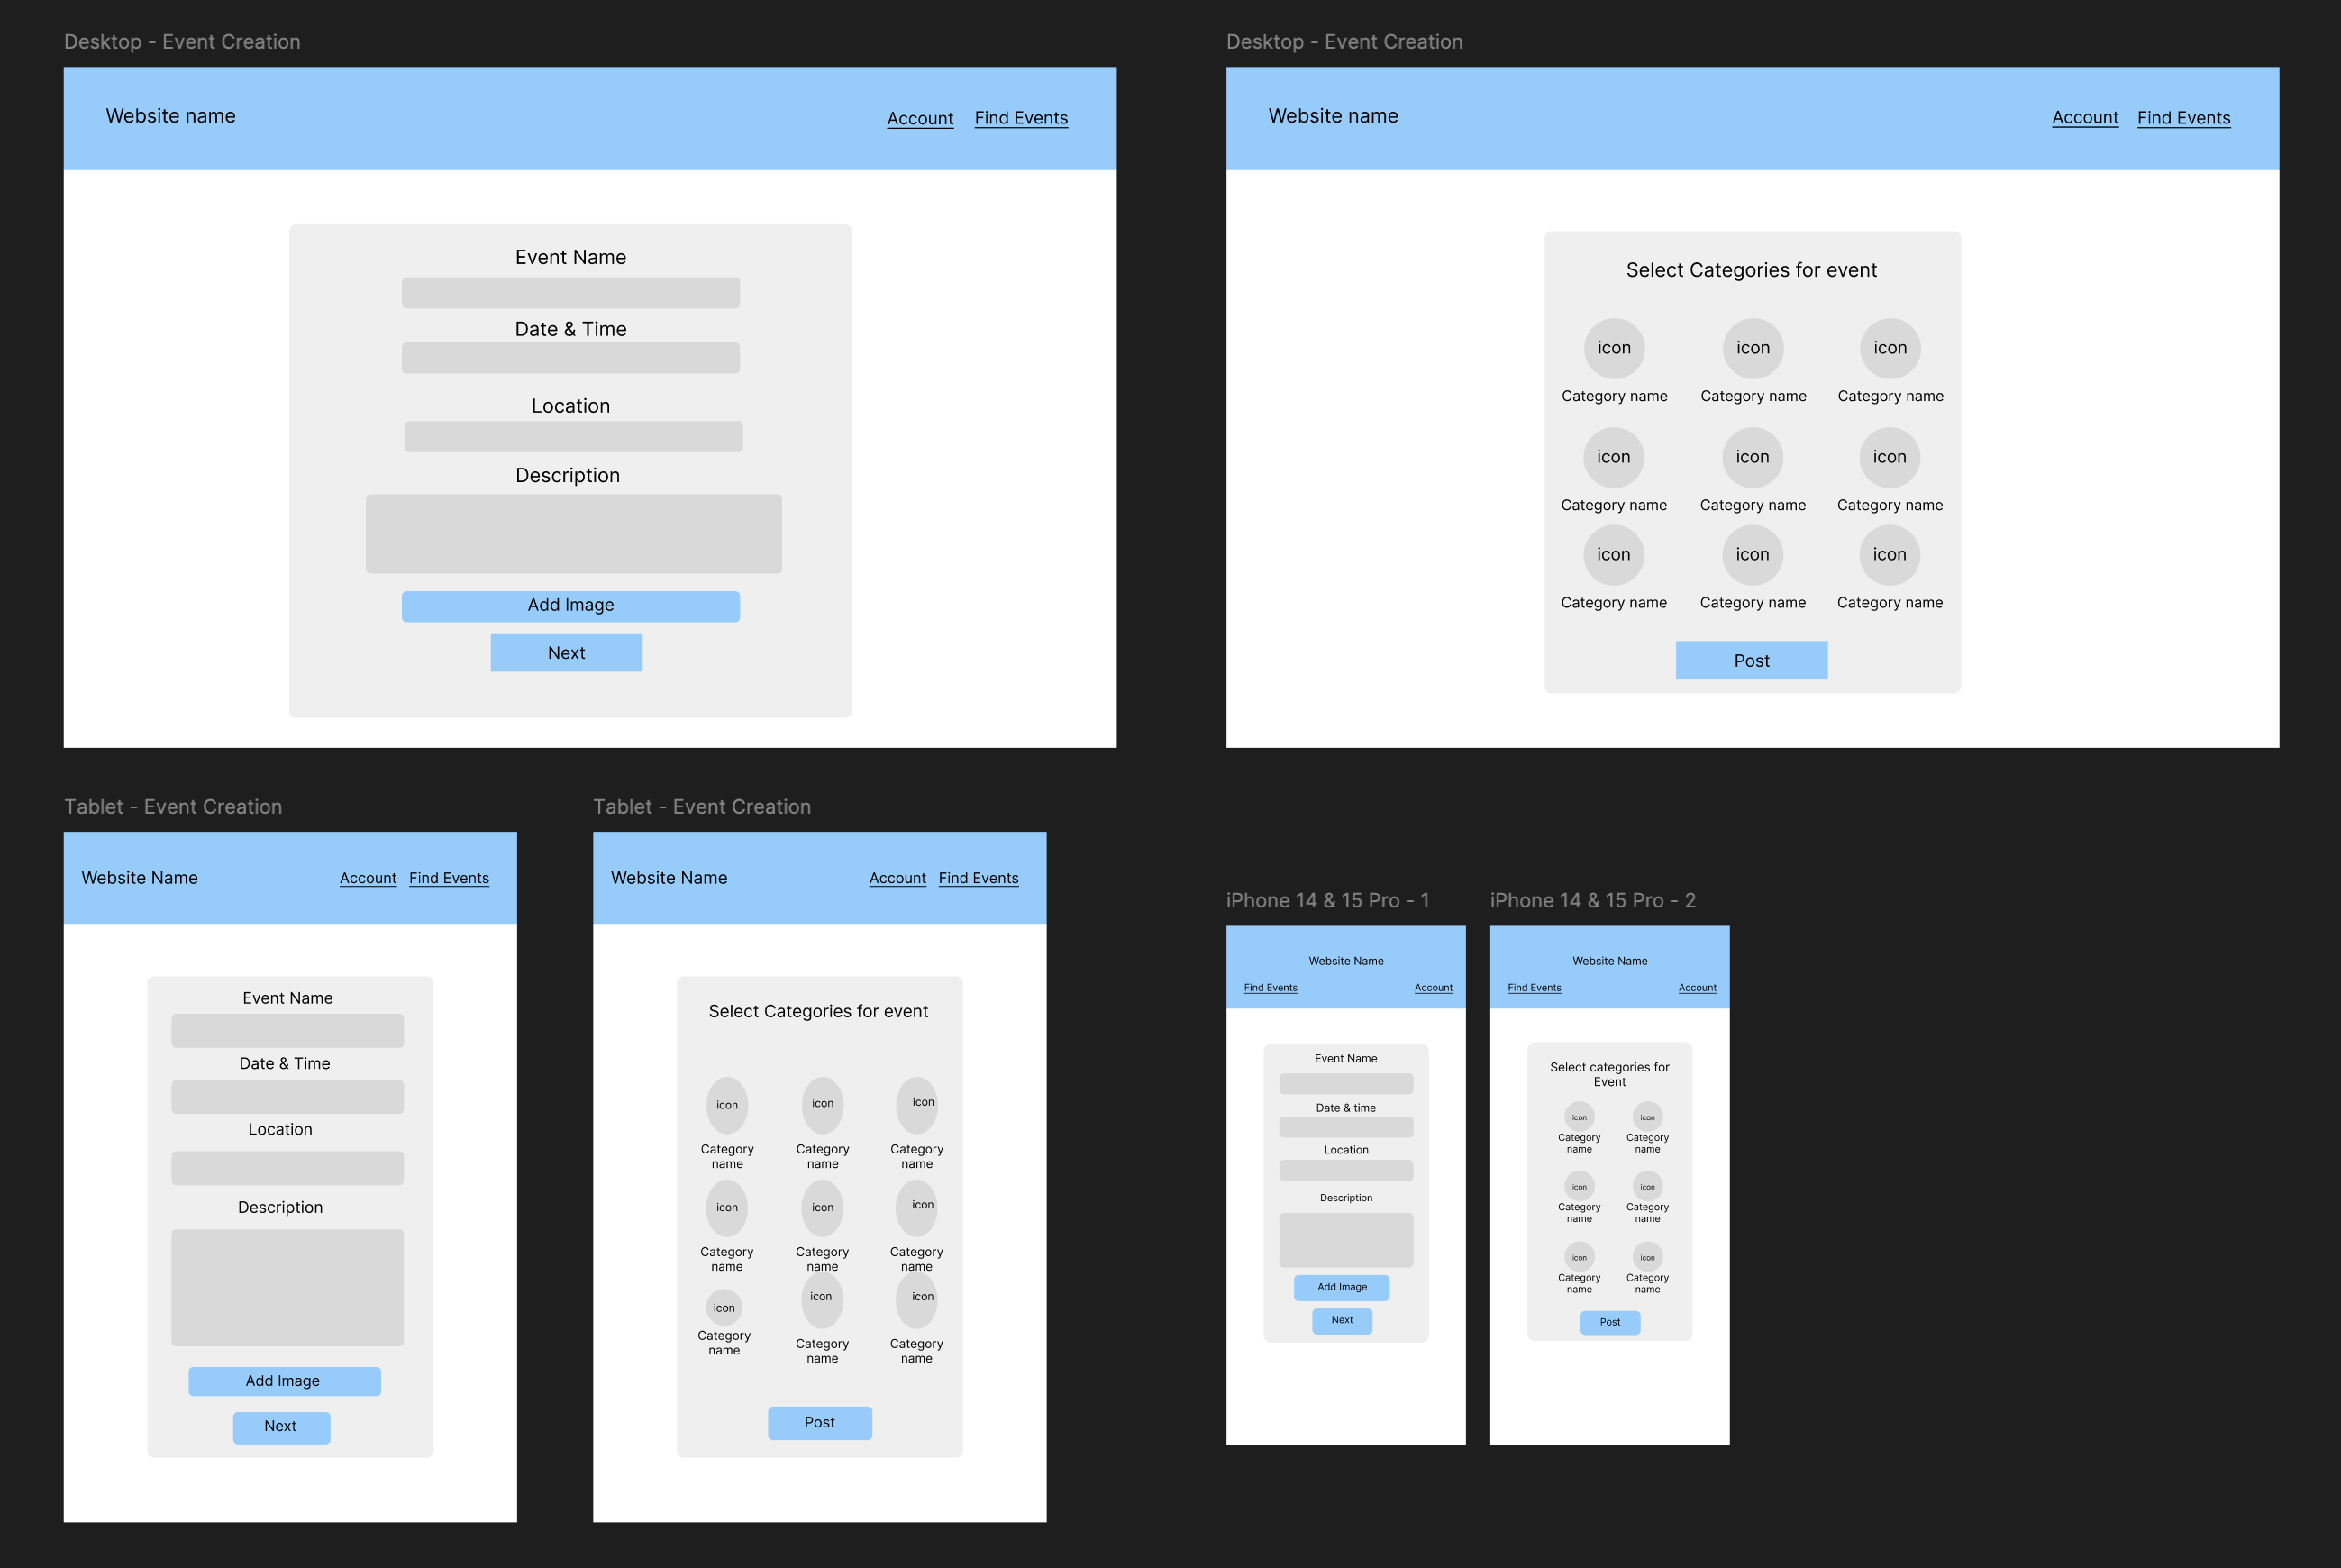 Desktop - Event Creation
Website name
Account Find Events
Event Name
Date & Time
Location
Description
Add Image
Next
Desktop - Event Creation
Website name
Account Find Events
Select Categories for event
icon icon icon
Category name Category name Category name
icon icon icon
Category name Category name Category name
icon icon icon
Category name Category name Category name
Post
Tablet - Event Creation
Website Name
Account Find Events
Event Name
Date & Time
Location
Description
Add Image
Next
Tablet - Event Creation
Website Name
Account Find Events
Select Categories for event
icon icon icon
Category Category Category
name name name
icon icon icon
Category Category Category
name name name
icon icon icon
Category Category Category
name name name
Post
iPhone 14 & 15 Pro - 1
Website Name
Find Events Account
Event Name
Date & time
Location
Description
Add Image
Next
iPhone 14 & 15 Pro - 2
Website Name
Find Events Account
Select categories for
Event
icon icon
Category Category
name name
icon icon
Category Category
name name
icon icon
Category Category
name name
Post